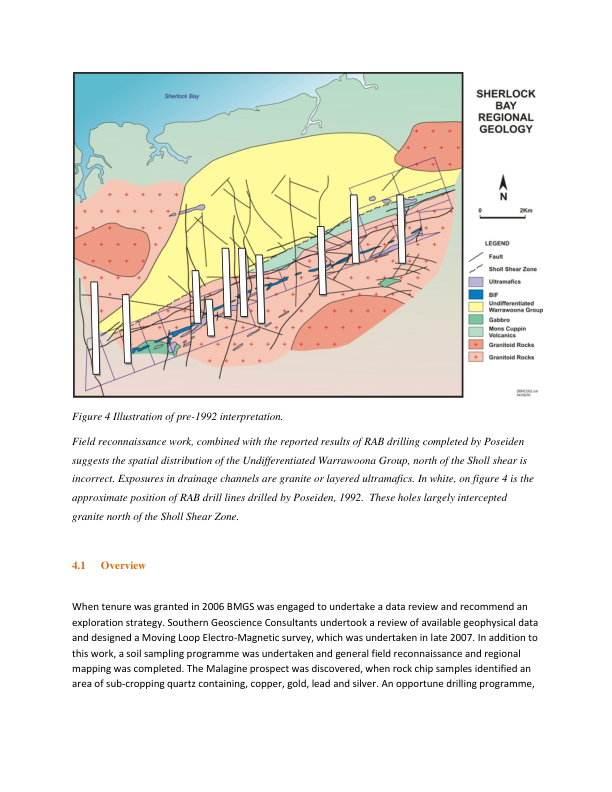 Sherlock Bay
SHERLOCK
BAY
REGIONAL
GEOLOGY
N
0 2Km
LEGEND
Fault
Sholl Shear Zone
Ultramafics
BIF
Undifferentiated
Warrawoona Group
Gabbro
Mons Cuppin
Volcanics
Granitoid Rocks
Granitoid Rocks
Figure 4 Illustration of pre-1992 interpretation.
Field reconnaissance work, combined with the reported results of RAB drilling completed by Poseiden
suggests the spatial distribution of the Undifferentiated Warrawoona Group, north of the Sholl shear is
incorrect. Exposures in drainage channels are granite or layered ultramafics. In white, on figure 4 is the
approximate position of RAB drill lines drilled by Poseiden, 1992. These holes largely intercepted
granite north of the Sholl Shear Zone.
4.1 Overview
When tenure was granted in 2006 BMGS was engaged to undertake a data review and recommend an
exploration strategy. Southern Geoscience Consultants undertook a review of available geophysical data
and designed a Moving Loop Electro-Magnetic survey, which was undertaken in late 2007. In addition to
this work, a soil sampling programme was undertaken and general field reconnaissance and regional
mapping was completed. The Malagine prospect was discovered, when rock chip samples identified an
area of sub-cropping quartz containing, copper, gold, lead and silver. An opportune drilling programme,